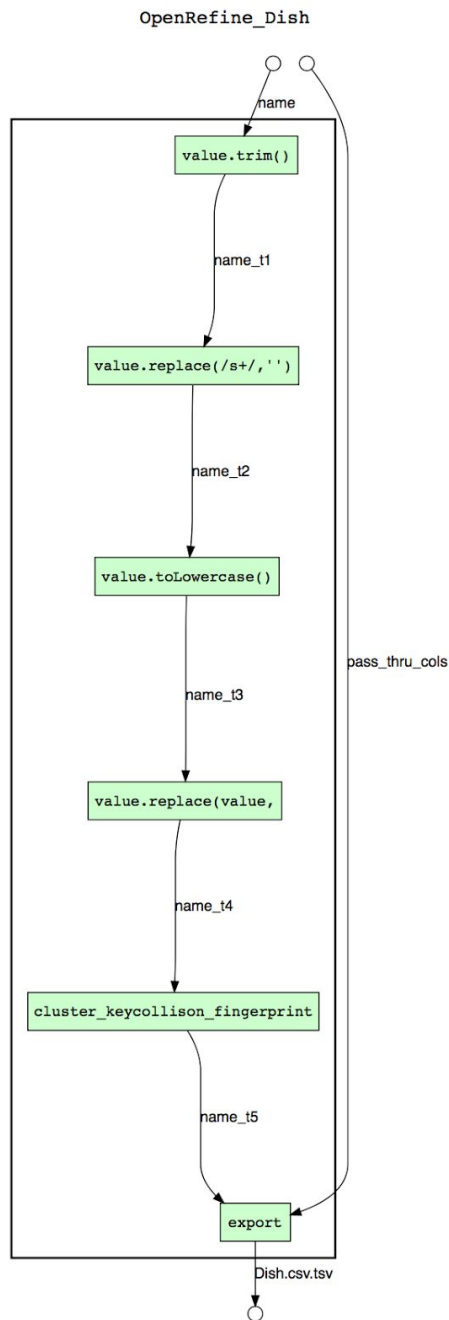 OpenRefine_Dish
name
value.trim()
name_t1
value.replace(/s+/,'')
name_t2
value.toLowercase()
pass_thru_cols
name_t3
value.replace(value,
name_t4
cluster_keycollison_fingerprint
name_t5
export
Dish.csv.tsv